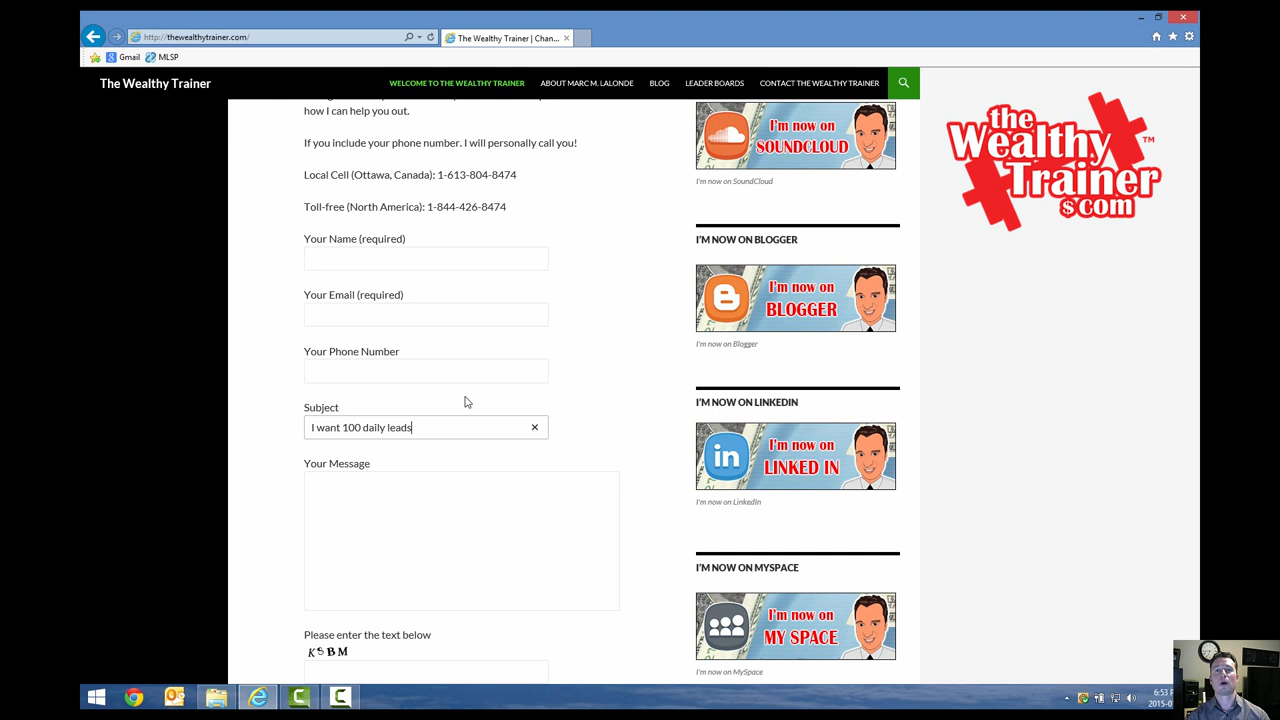 http://thewealthytrainer.com/
The Wealthy Trainer | Chan...
Gmail
MLSP
The Wealthy Trainer
WELCOME TO THE WEALTHY TRAINER
ABOUT MARC M. LALONDE
BLOG
LEADER BOARDS
CONTACT THE WEALTHY TRAINER
how I can help you out.
If you include your phone number. I will personally call you!
Local Cell (Ottawa, Canada): 1-613-804-8474
Toll-free (North America): 1-844-426-8474
Your Name (required)
Your Email (required)
Your Phone Number
Subject
I want 100 daily leads
Your Message
Please enter the text below
K S B M
I'm now on
SOUNDCLOUD
I'm now on SoundCloud
I'M NOW ON BLOGGER
I'm now on
BLOGGER
I'm now on Blogger
I'M NOW ON LINKEDIN
I'm now on
LINKED IN
I'm now on LinkedIn
I'M NOW ON MYSPACE
I'm now on
MY SPACE
I'm now on MySpace
the
Wealthy
Trainer
$com
TM
6:53 P